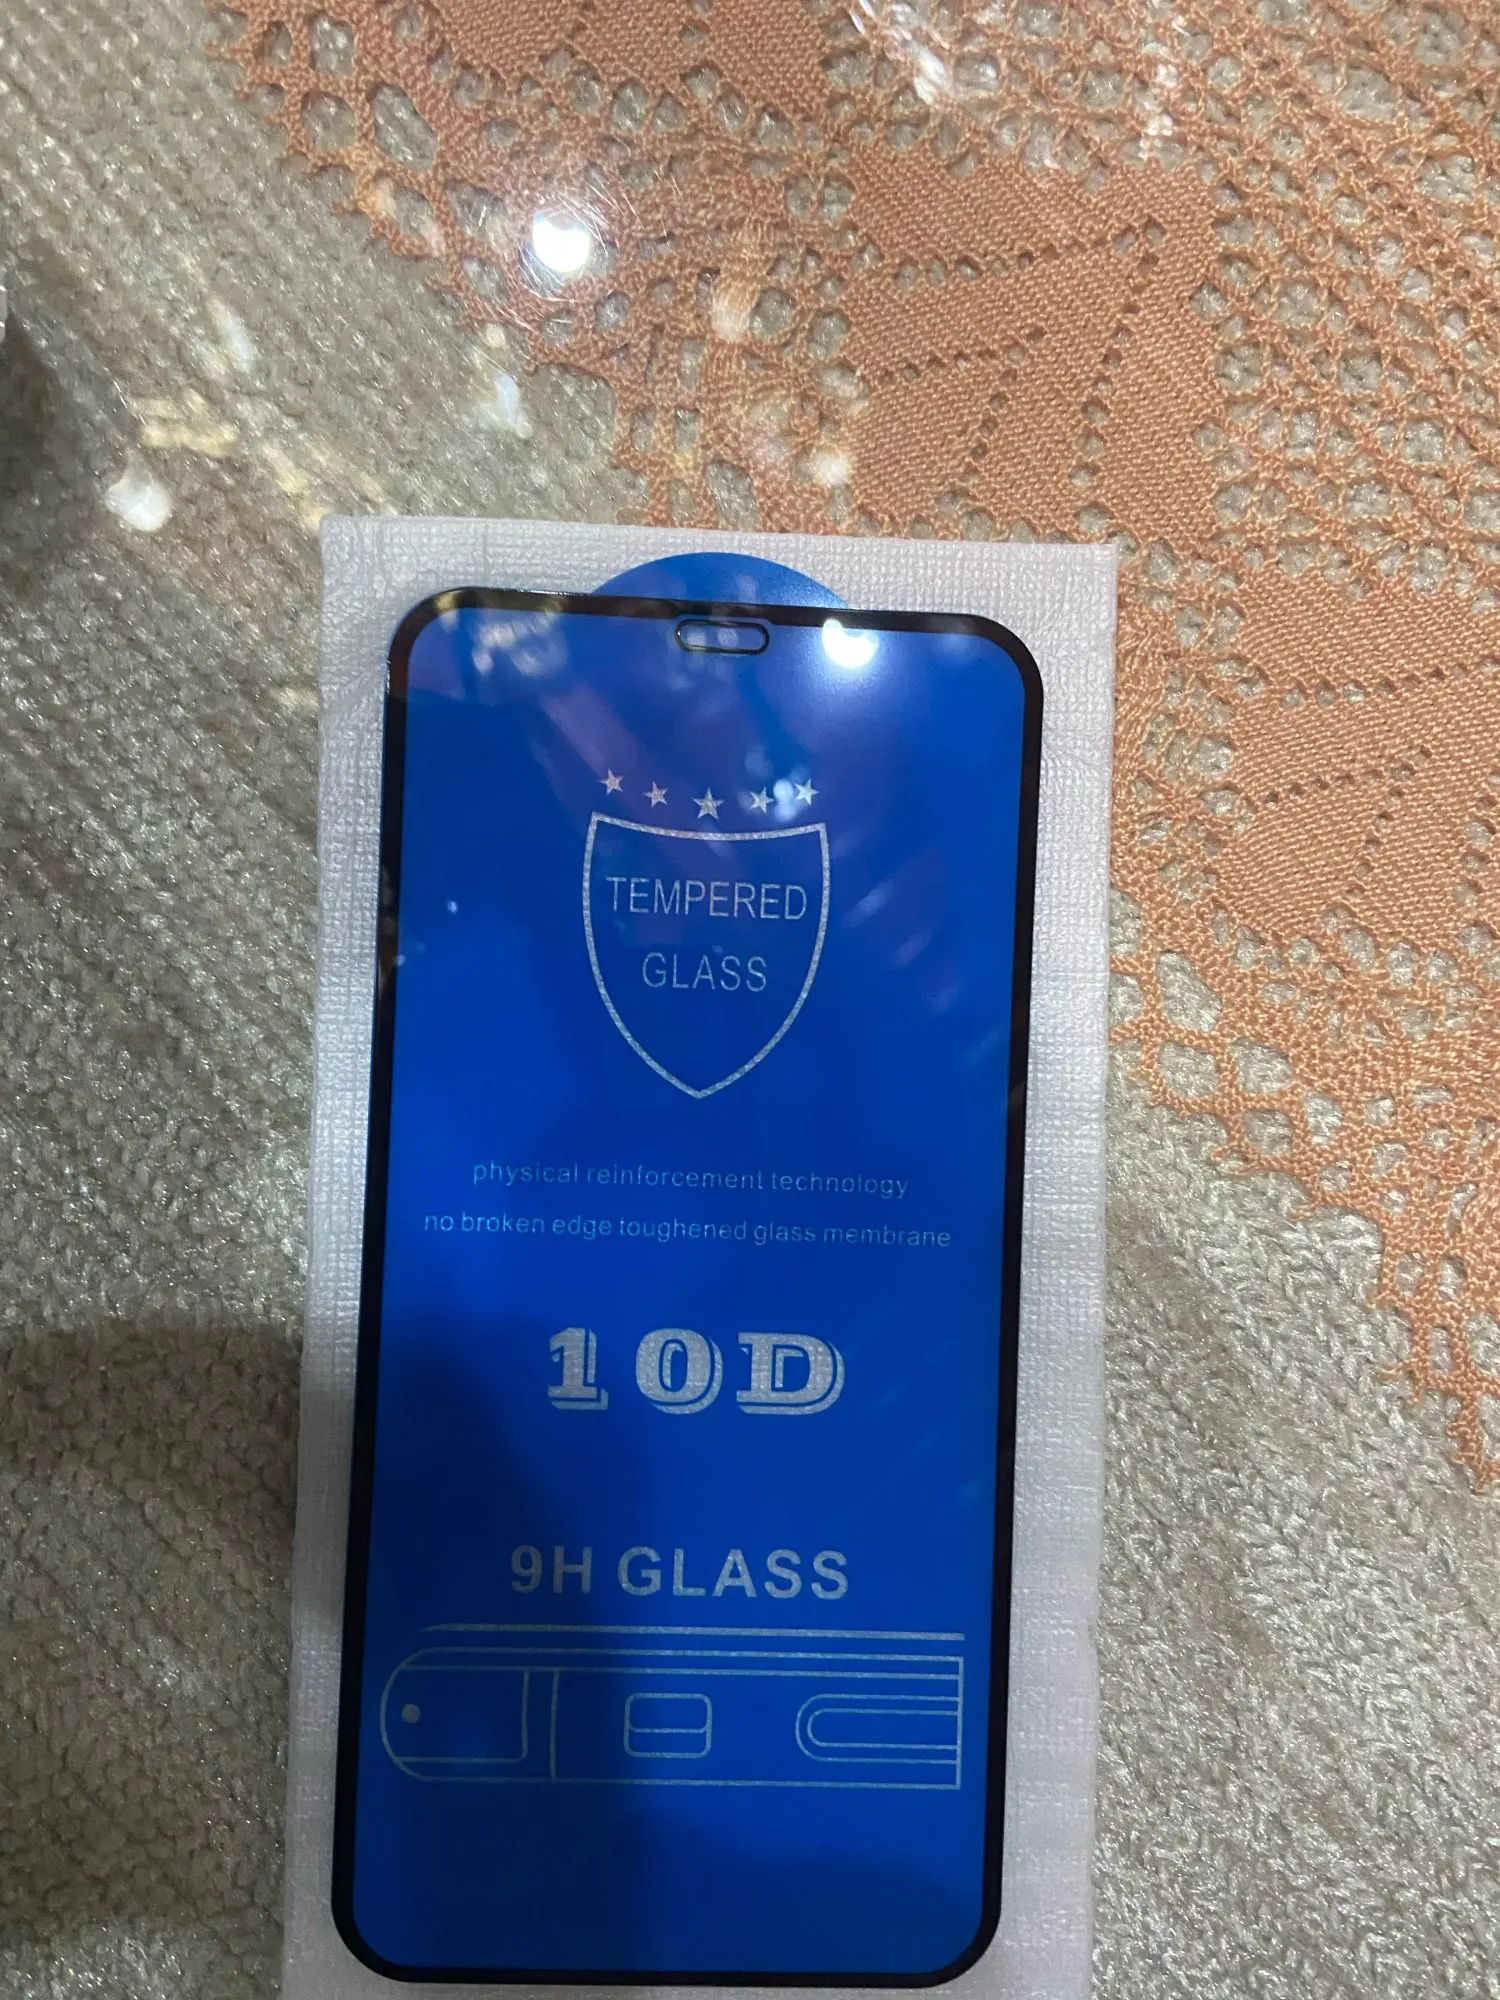 TEMPERED
GLASS
physical reinforcement technology
no broken edge toughened glass membrane
10D
9H GLASS